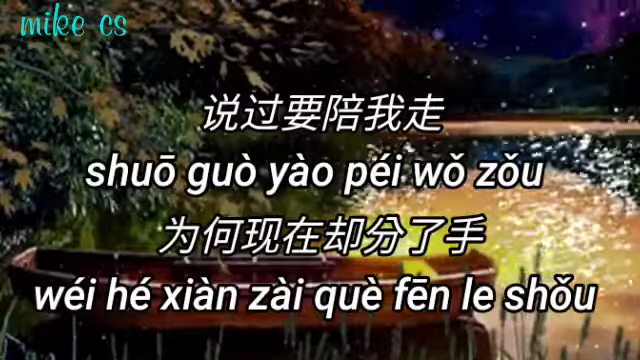 mike cs
说过要陪我走
shuō guò yào péi wǒ zǒu
为何现在却分了手
wéi hé xiàn zài què fēn le shǒu